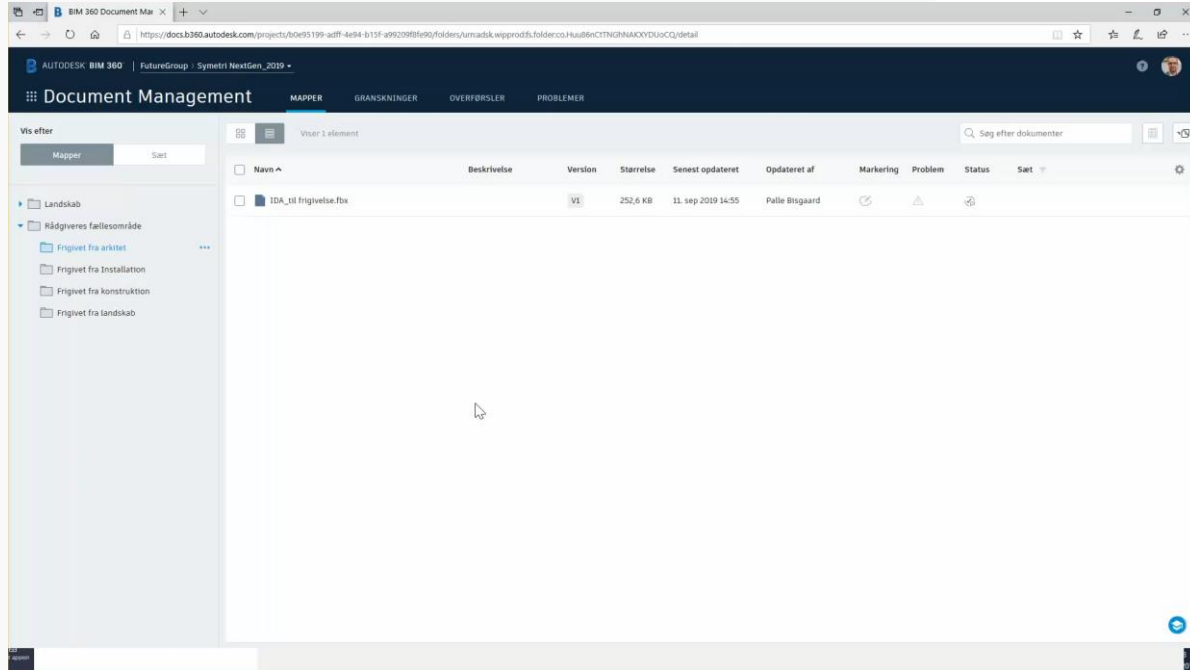 BIM 360 Document Mar
https://docs.b360.autodesk.com/projects/b0e95199-adff-4e94-b15f-a99209f8fe90/folders/urn:adsk.wipprod:fs.folder:co.Huu86nCtTNGhNAKXYDUoCQ/detail
AUTODESK BIM 360 | FutureGroup > Symetri NextGen_2019
Document Management MAPPER GRANSKNINGER OVERFØRSLER PROBLEMER
Vis efter
Mapper Sæt
Viser 1 element Søg efter dokumenter
Navn Beskrivelse Version Størrelse Senest opdateret Opdateret af Markering Problem Status Sæt
IDA_til frigivelse.fbx V1 252,6 KB 11. sep 2019 14:55 Palle Bisgaard
Landskab
Rådgiveres fællesområde
Frigivet fra arkitet
Frigivet fra Installation
Frigivet fra konstruktion
Frigivet fra landskab